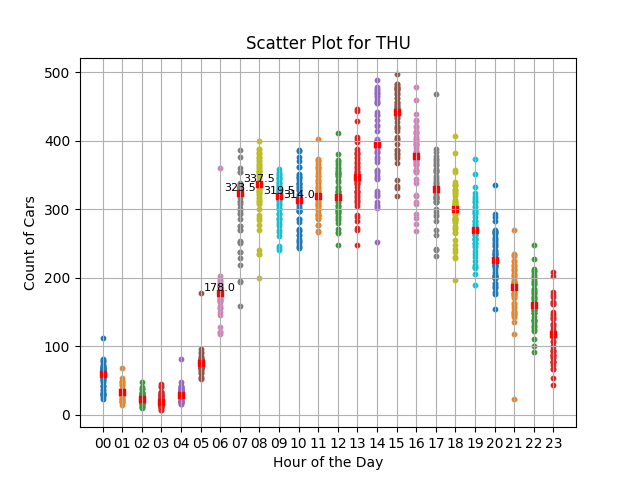 Scatter Plot for THU
Count of Cars
500
400
300
200
100
0
337.5
323.5
319.5
314.0
178.0
00 01 02 03 04 05 06 07 08 09 10 11 12 13 14 15 16 17 18 19 20 21 22 23
Hour of the Day